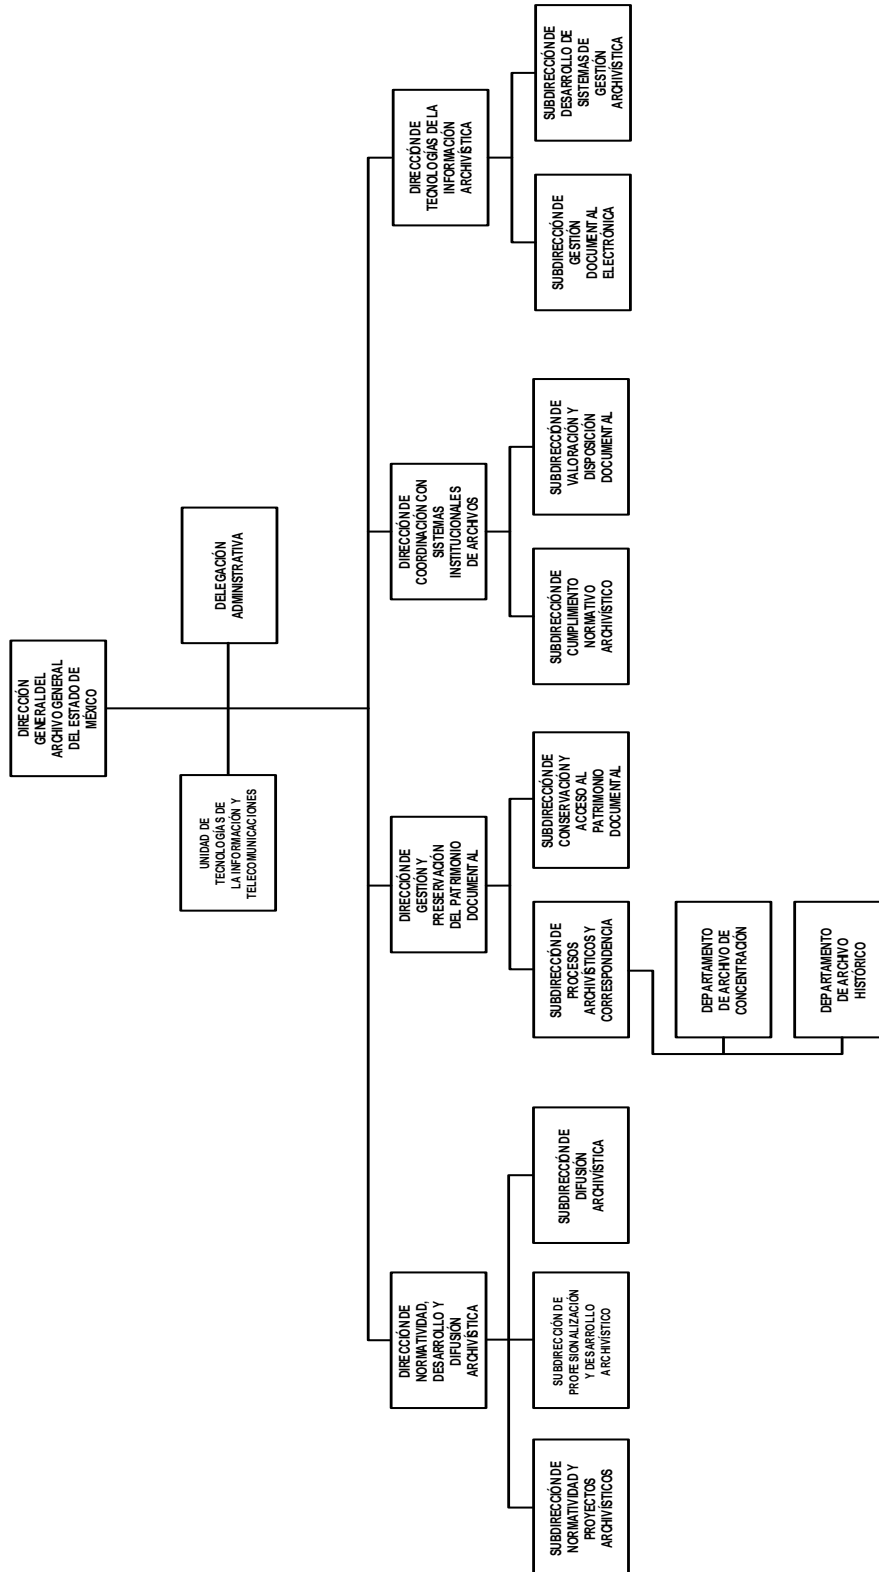 DIRECCIÓN
GENERAL DEL
ARCHIVO GENERAL
DEL ESTADO DE
MÉXICO
UNIDAD DE
TECNOLOGÍAS DE
LA INFORMACIÓN Y
TELECOMUNICACIONES
DELEGACIÓN
ADMINISTRATIVA
DIRECCIÓN DE
NORMATIVIDAD,
DESARROLLO Y
DIFUSIÓN
ARCHIVÍSTICA
DIRECCIÓN DE
GESTIÓN Y
PRESERVACIÓN
DEL PATRIMONIO
DOCUMENTAL
DIRECCIÓN DE
COORDINACIÓN CON
SISTEMAS
INSTITUCIONALES
DE ARCHIVOS
DIRECCIÓN DE
TECNOLOGÍAS DE LA
INFORMACIÓN
ARCHIVÍSTICA
SUBDIRECCIÓN DE
NORMATIVIDAD Y
PROYECTOS
ARCHIVÍSTICOS
SUBDIRECCIÓN DE
PROFESIONALIZACIÓN
Y DESARROLLO
ARCHIVÍSTICO
SUBDIRECCIÓN DE
DIFUSIÓN
ARCHIVÍSTICA
SUBDIRECCIÓN DE
PROCESOS
ARCHIVÍSTICOS Y
CORRESPONDENCIA
SUBDIRECCIÓN DE
CONSERVACIÓN Y
ACCESO AL
PATRIMONIO
DOCUMENTAL
SUBDIRECCIÓN DE
CUMPLIMIENTO
NORMATIVO
ARCHIVÍSTICO
SUBDIRECCIÓN DE
VALORACIÓN Y
DISPOSICIÓN
DOCUMENTAL
SUBDIRECCIÓN DE
GESTIÓN
DOCUMENTAL
ELECTRÓNICA
SUBDIRECCIÓN DE
DESARROLLO DE
SISTEMAS DE
GESTIÓN
ARCHIVÍSTICA
DEPARTAMENTO
DE ARCHIVO DE
CONCENTRACIÓN
DEPARTAMENTO
DE ARCHIVO
HISTÓRICO